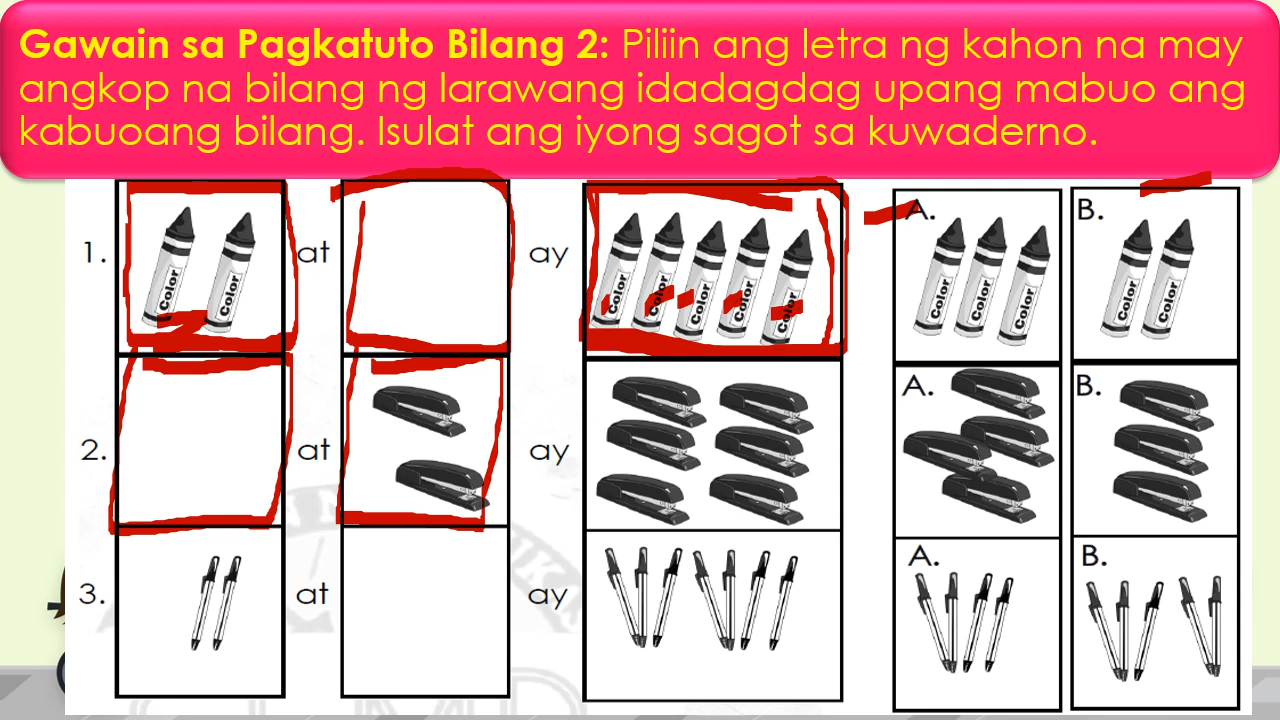 Gawain sa Pagkatuto Bilang 2: Piliin ang letra ng kahon na may
angkop na bilang ng larawang idadagdag upang mabuo ang
kabuoang bilang. Isulat ang iyong sagot sa kuwaderno.
1. Color Color at ay Color Color Color Color Color A. Color Color Color B. Color Color
2. at ay A. B.
3. at ay A. B.